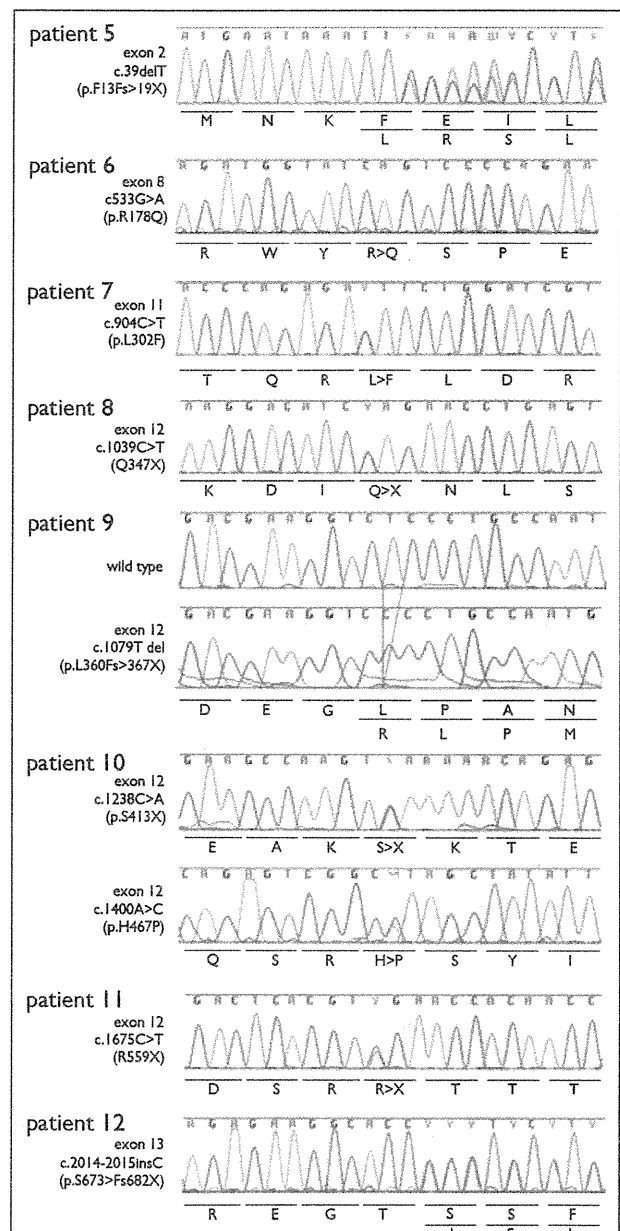 patient 5
exon 2
c.39delT
(p.F13Fs>19X)
M N K F E I L
L R S L
patient 6
A G A T G G T A T C A G T C C C C A G A A
exon 8
c533G>A
(p.R178Q)
R W Y R>Q S P E
patient 7
A C C C A G A G A Y T T C T G G A T C G T
exon 11
c.904C>T
(p.L302F)
T Q R L>F L D R
patient 8
A A G G A C A T C Y A G A A C C T G A G T
exon 12
c.1039C>T
(Q347X)
K D I Q>X N L S
patient 9
G A C G A A G G T C T C C C T G C C A A T
wild type
G A C G A A G G T C C C C T G C C A A T G
exon 12
c.1079T del
(p.L360Fs>367X)
D E G L P A N
R L P M
patient 10
exon 12
c.1238C>A
(p.S413X)
E A K S>X K T E
exon 12
c.1400A>C
(p.H467P)
Q S R H>P S Y I
patient 11
G A C T C A C G T Y G A A C C A C A A C C
exon 12
c.1675C>T
(R559X)
D S R R>X T T T
patient 12
A G A G A A G G C A C C Y Y Y T Y C Y T Y
exon 13
c.2014-2015insC
(p.S673>Fs682X)
R E G T S S F